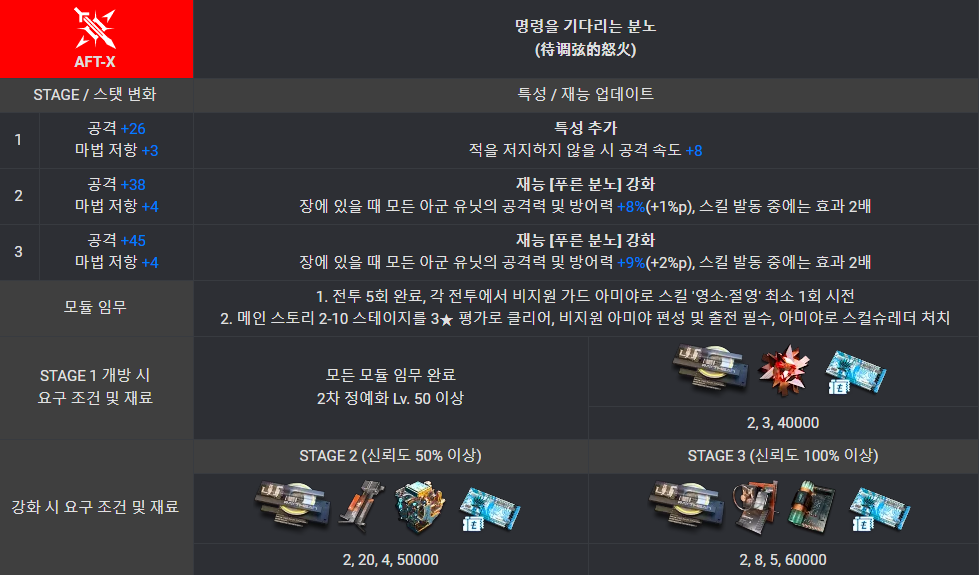 AFT-X
명령을 기다리는 분노
(待调弦的怒火)
STAGE / 스탯 변화
특성 / 재능 업데이트
1
공격 +26
마법 저항 +3
특성 추가
적을 저지하지 않을 시 공격 속도 +8
2
공격 +38
마법 저항 +4
재능 [푸른 분노] 강화
장에 있을 때 모든 아군 유닛의 공격력 및 방어력 +8%(+1%p), 스킬 발동 중에는 효과 2배
3
공격 +45
마법 저항 +4
재능 [푸른 분노] 강화
장에 있을 때 모든 아군 유닛의 공격력 및 방어력 +9%(+2%p), 스킬 발동 중에는 효과 2배
모듈 임무
1. 전투 5회 완료, 각 전투에서 비지원 가드 아미야로 스킬 '영소·절영' 최소 1회 시전
2. 메인 스토리 2-10 스테이지를 3★ 평가로 클리어, 비지원 아미야 편성 및 출전 필수, 아미야로 스컬슈레더 처치
STAGE 1 개방 시
요구 조건 및 재료
모든 모듈 임무 완료
2차 정예화 Lv. 50 이상
2, 3, 40000
강화 시 요구 조건 및 재료
STAGE 2 (신뢰도 50% 이상)
2, 20, 4, 50000
STAGE 3 (신뢰도 100% 이상)
2, 8, 5, 60000